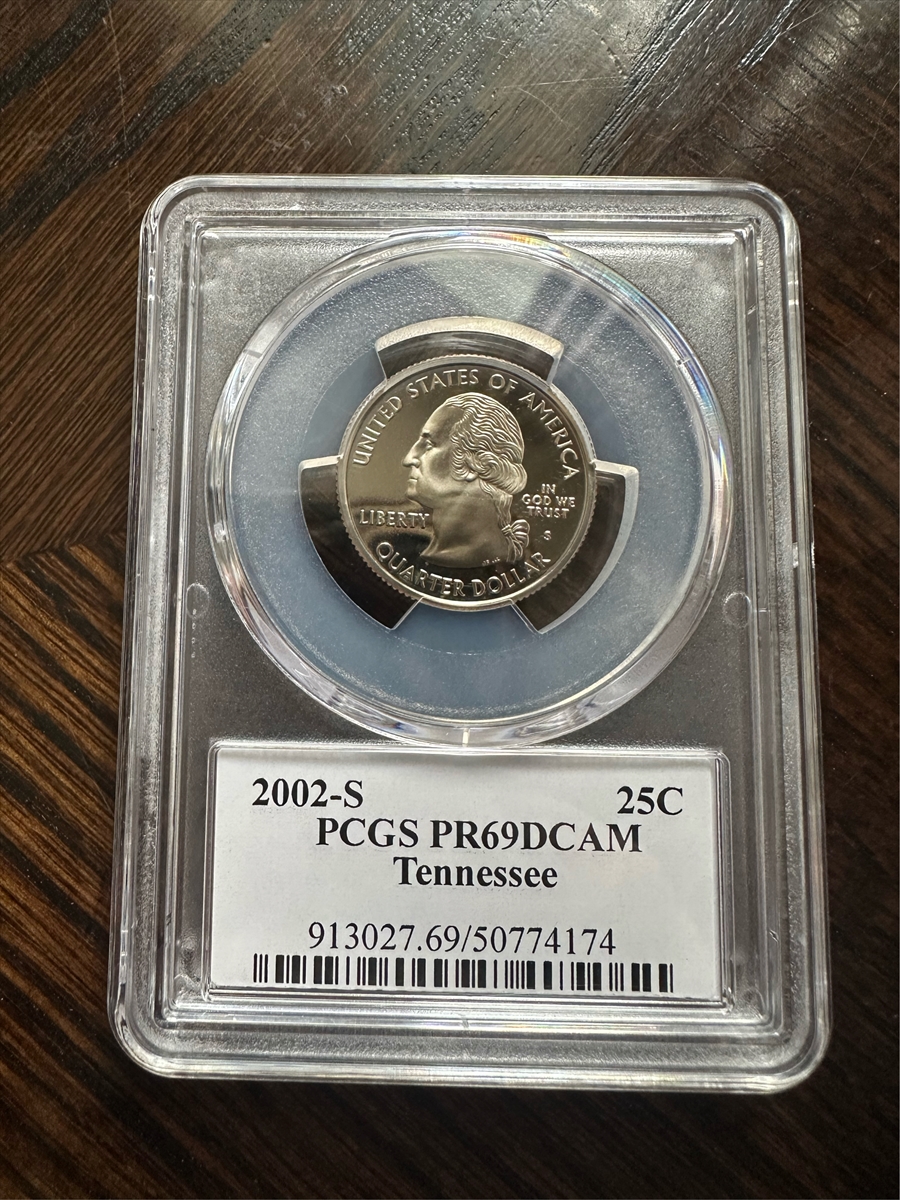 UNITED STATES OF AMERICA
LIBERTY
IN
GOD WE
TRUST
S
QUARTER DOLLAR
2002-S 25C
PCGS PR69DCAM
Tennessee
913027.69/50774174